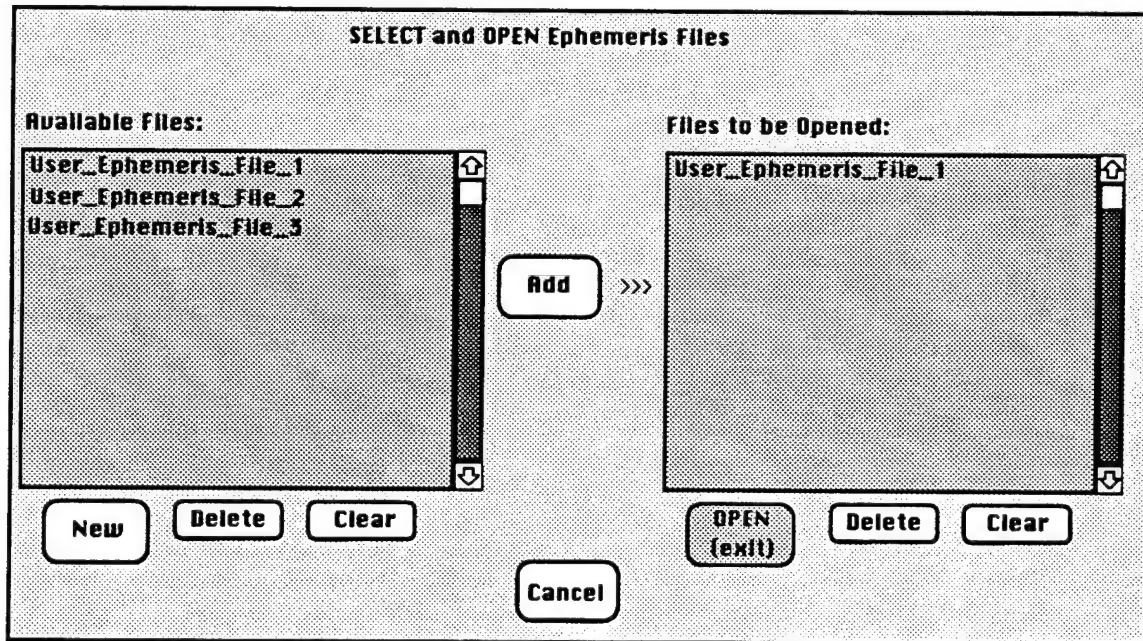 SELECT and OPEN Ephemeris Files
Available Files:
User_Ephemeris_File_1
User_Ephemeris_File_2
User_Ephemeris_File_3
Add >>>
Files to be Opened:
User_Ephemeris_File_1
New
Delete
Clear
OPEN
(exit)
Delete
Clear
Cancel